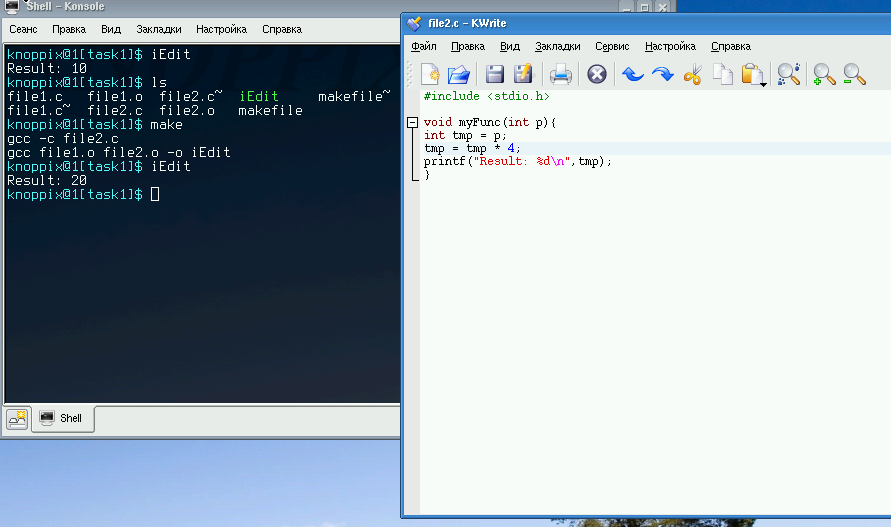 Shell - Konsole
Сеанс Правка Вид Закладки Настройка Справка
knoppix@1[task1]$ iEdit
Result: 10
knoppix@1[task1]$ ls
file1.c file1.o file2.c~ iEdit makefile~
file1.c~ file2.c file2.o makefile
knoppix@1[task1]$ make
gcc -c file2.c
gcc file1.o file2.o -o iEdit
knoppix@1[task1]$ iEdit
Result: 20
knoppix@1[task1]$
Shell
file2.c - KWrite
Файл Правка Вид Закладки Сервис Настройка Справка
#include <stdio.h>
void myFunc(int p){
int tmp = p;
tmp = tmp * 4;
printf("Result: %d\n",tmp);
}